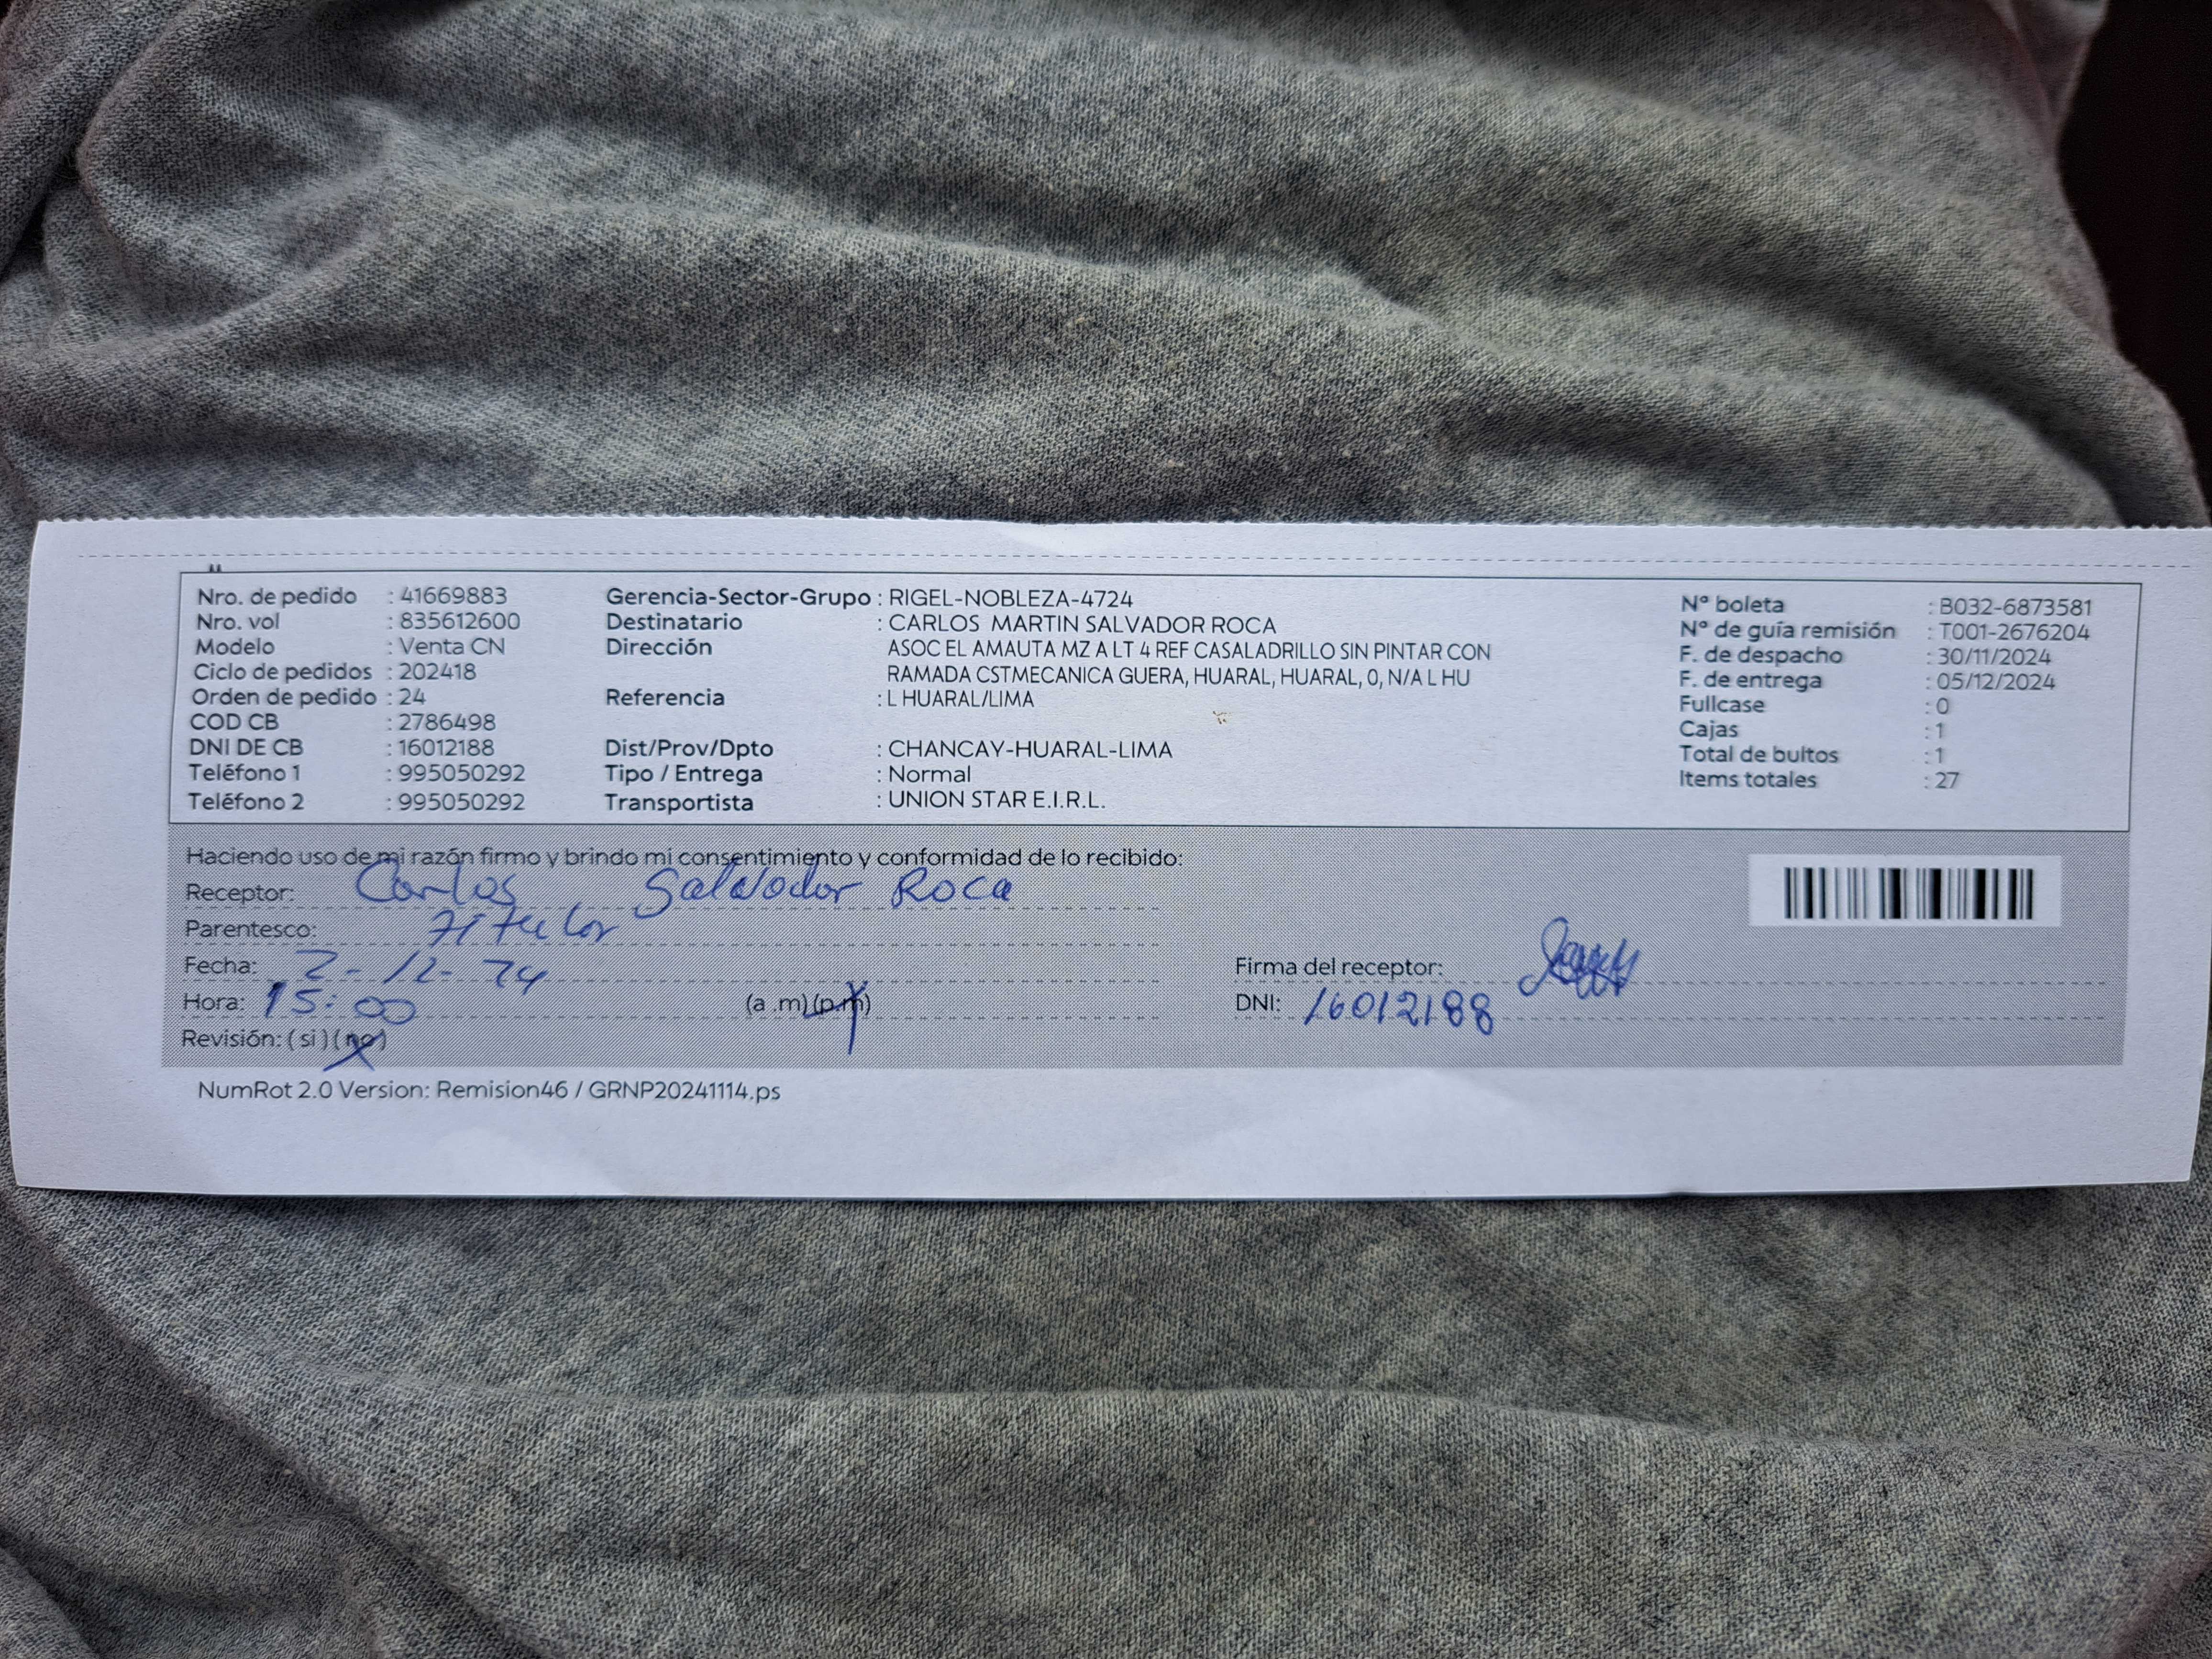 Nro. de pedido : 41669883
Nro. vol : 835612600
Modelo : Venta CN
Ciclo de pedidos : 202418
Orden de pedido : 24
COD CB : 2786498
DNI DE CB : 16012188
Teléfono 1 : 995050292
Teléfono 2 : 995050292
Gerencia-Sector-Grupo : RIGEL-NOBLEZA-4724
Destinatario : CARLOS MARTIN SALVADOR ROCA
Dirección ASOC EL AMAUTA MZ A LT 4 REF CASALADRILLO SIN PINTAR CON
RAMADA CSTMECANICA GUERA, HUARAL, HUARAL, 0, N/A L HU
Referencia : L HUARAL/LIMA
Dist/Prov/Dpto : CHANCAY-HUARAL-LIMA
Tipo / Entrega : Normal
Transportista : UNION STAR E.I.R.L.
Nº boleta : B032-6873581
Nº de guía remisión : T001-2676204
F. de despacho : 30/11/2024
F. de entrega : 05/12/2024
Fullcase : 0
Cajas : 1
Total de bultos : 1
Items totales : 27
Haciendo uso de mi razón firmo y brindo mi consentimiento y conformidad de lo recibido:
Receptor: Carlos Salvador Roca
Parentesco: Titular
Fecha: 2-12-24
Hora: 15:00 (a .m) (p.m)
Revisión: ( si ) ( no )
Firma del receptor:
DNI: 16012188
NumRot 2.0 Version: Remision46 / GRNP20241114.ps